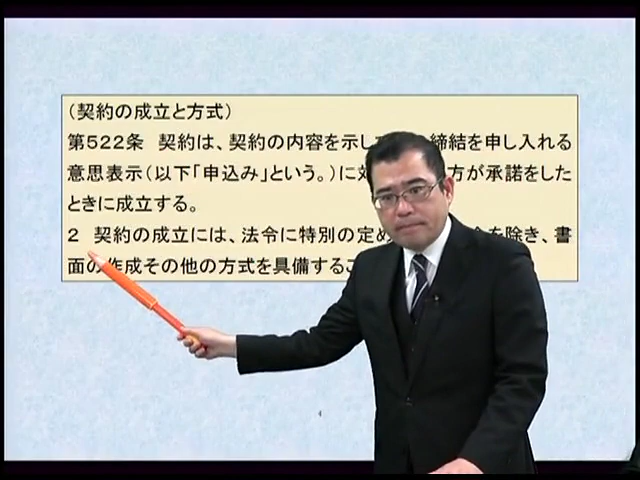 (契約の成立と方式)
第522条 契約は、契約の内容を示して 締結を申し入れる
意思表示(以下「申込み」という。)に対 方が承諾をした
ときに成立する。
2 契約の成立には、法令に特別の定め 合を除き、書
面の作成その他の方式を具備するこ